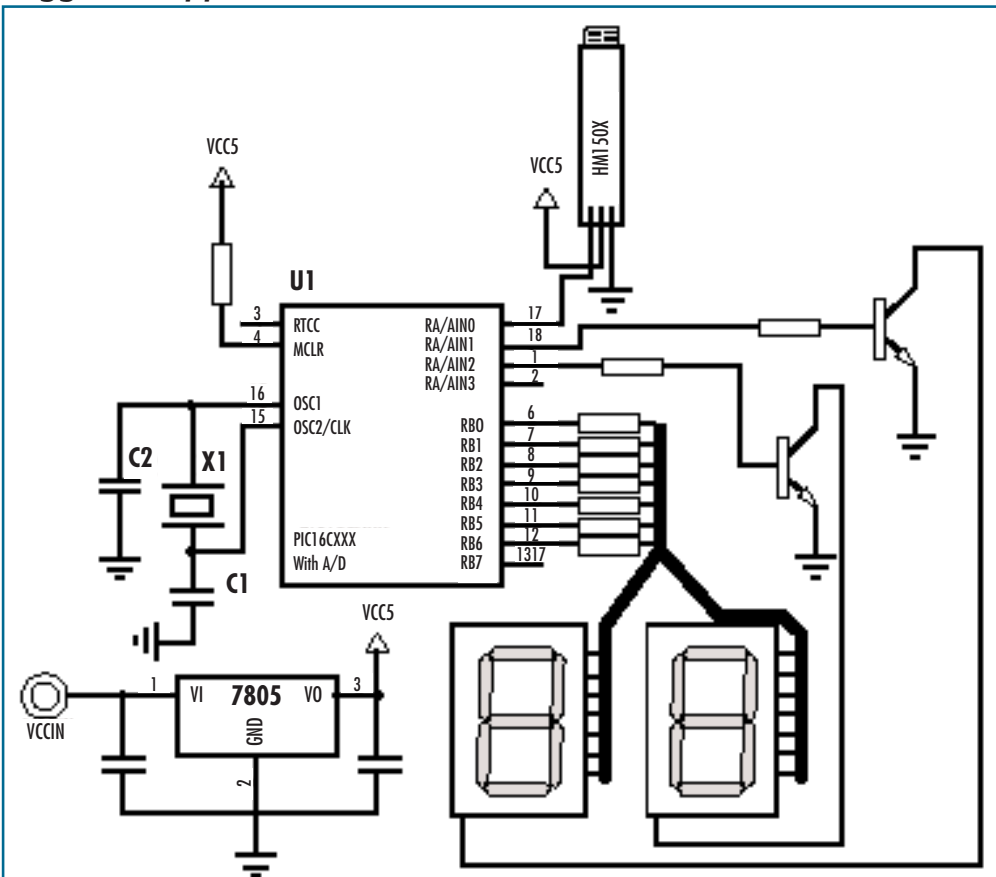 VCC5
HM150X
VCC5
U1
3 RTCC
4 MCLR
16 OSC1
15 OSC2/CLK
RA/AIN0 17
RA/AIN1 18
RA/AIN2 1
RA/AIN3 2
RB0 6
RB1 7
RB2 8
RB3 9
RB4 10
RB5 11
RB6 12
RB7 1317
PIC16CXXX
With A/D
C2
X1
C1
VCC5
VCCIN
1 VI 7805 VO 3
GND
2